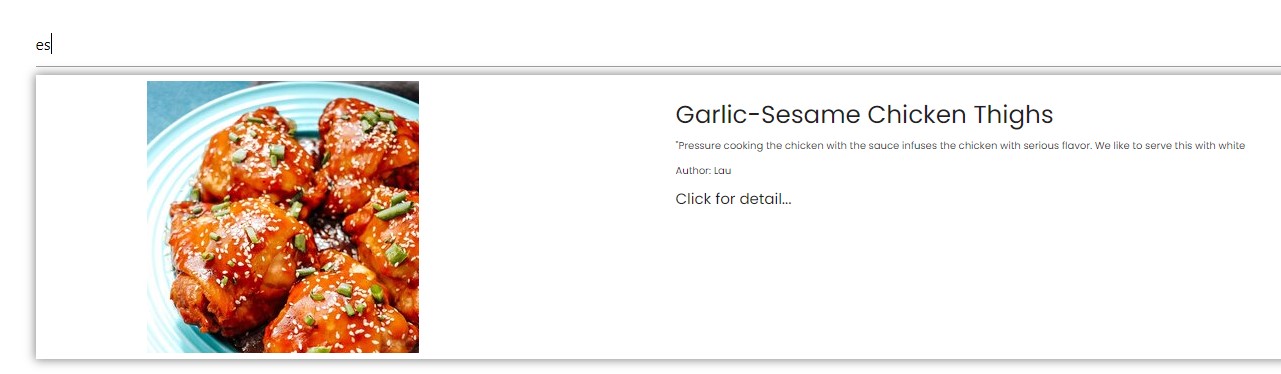 es
Garlic-Sesame Chicken Thighs
"Pressure cooking the chicken with the sauce infuses the chicken with serious flavor. We like to serve this with white
Author: Lau
Click for detail...